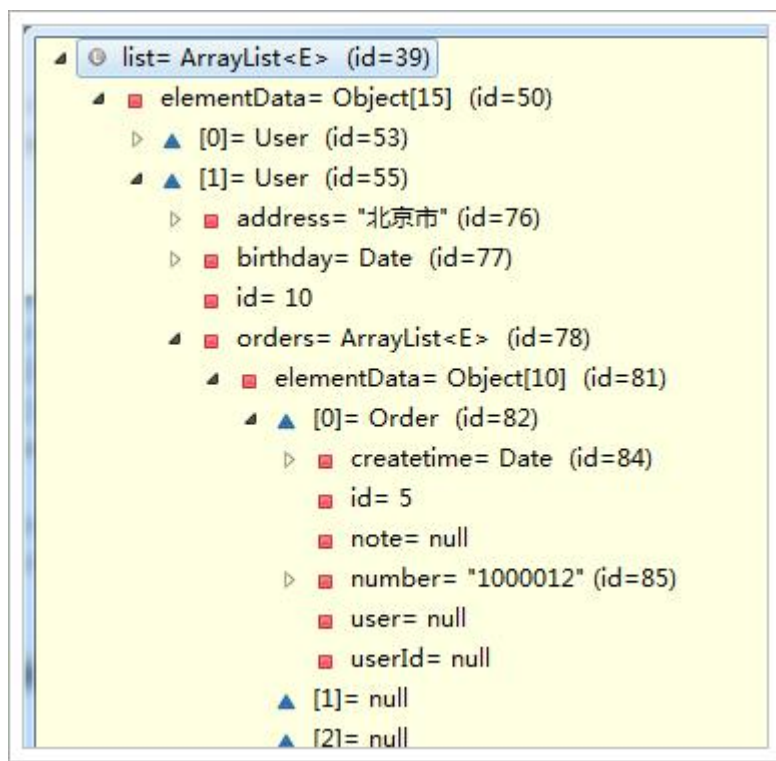 list= ArrayList<E> (id=39)
elementData= Object[15] (id=50)
[0]= User (id=53)
[1]= User (id=55)
address= "北京市" (id=76)
birthday= Date (id=77)
id= 10
orders= ArrayList<E> (id=78)
elementData= Object[10] (id=81)
[0]= Order (id=82)
createtime= Date (id=84)
id= 5
note= null
number= "1000012" (id=85)
user= null
userId= null
[1]= null
[2]= null